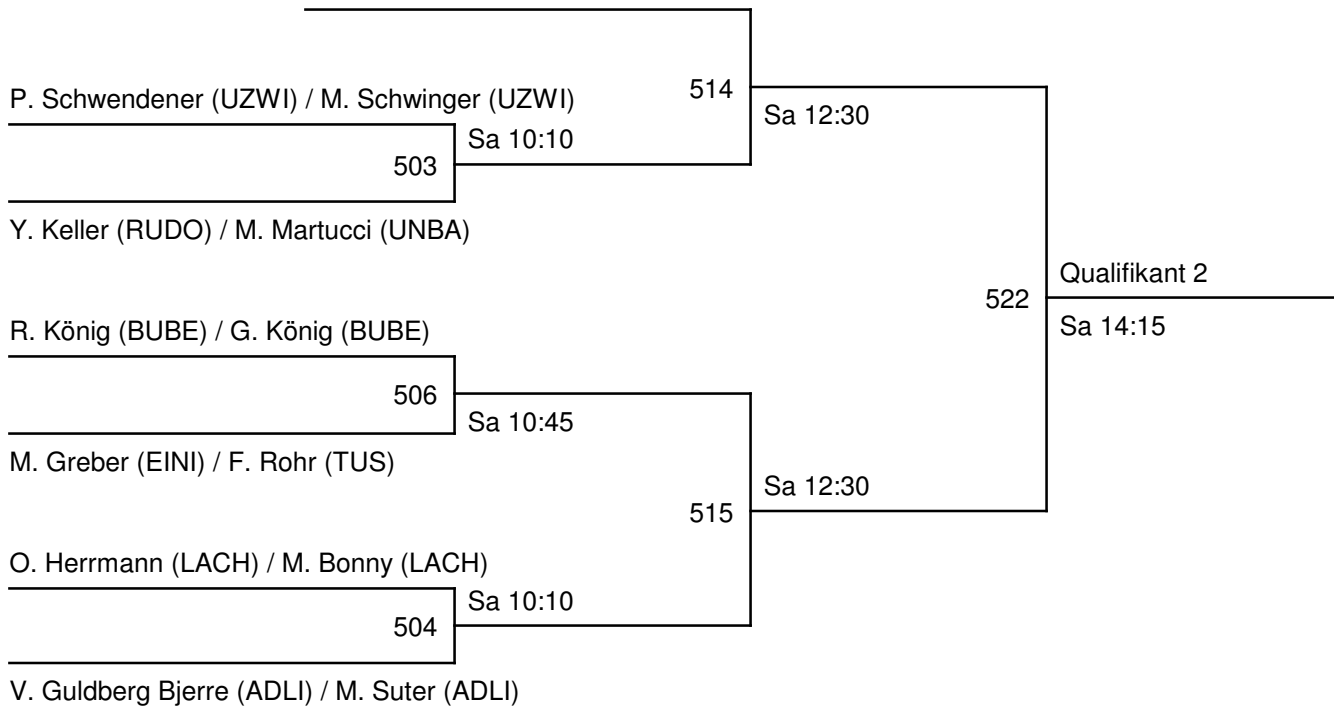 514
P. Schwendener (UZWI) / M. Schwinger (UZWI)
Sa 12:30
Sa 10:10
503
Y. Keller (RUDO) / M. Martucci (UNBA)
Qualifikant 2
522
Sa 14:15
R. König (BUBE) / G. König (BUBE)
506
Sa 10:45
M. Greber (EINI) / F. Rohr (TUS)
Sa 12:30
515
O. Herrmann (LACH) / M. Bonny (LACH)
Sa 10:10
504
V. Guldberg Bjerre (ADLI) / M. Suter (ADLI)